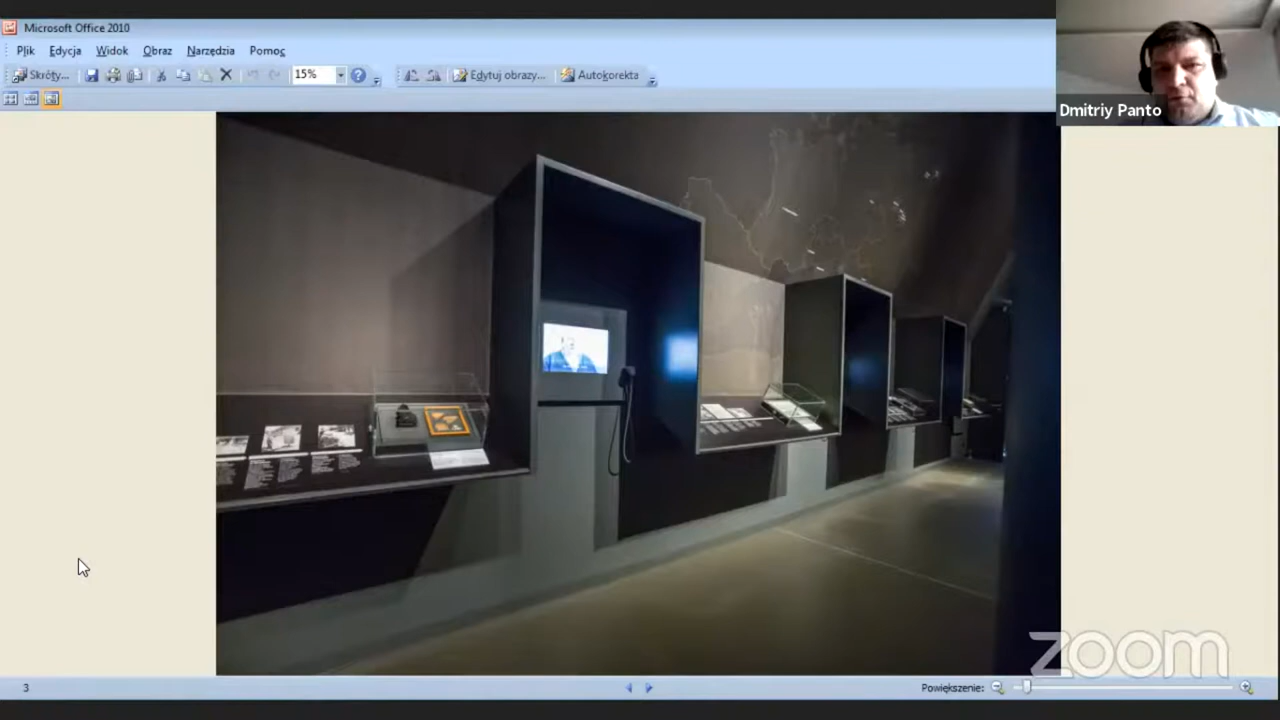 Microsoft Office 2010
Plik Edycja Widok Obraz Narzędzia Pomoc
Skróty... 15% Edytuj obrazy... Autokorekta
Dmitriy Panto
zoom
3 Powiększenie: